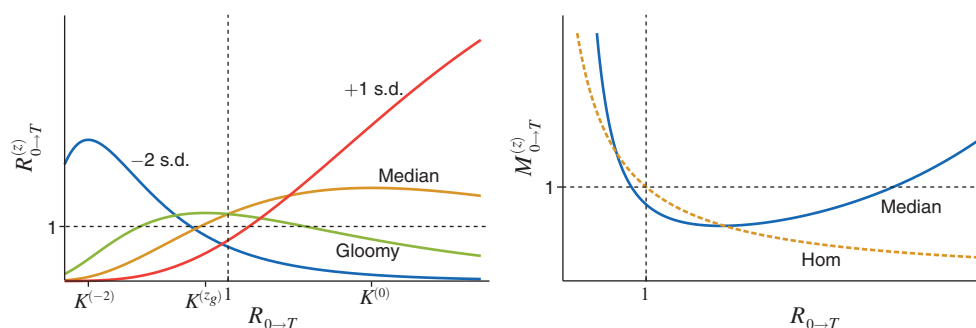 R^{(z)}_{0→T}
1
−2 s.d.
+1 s.d.
Median
Gloomy
K^{(−2)}
K^{(z_g)}
1
K^{(0)}
R_{0→T}
M^{(z)}_{0→T}
1
Median
Hom
1
R_{0→T}